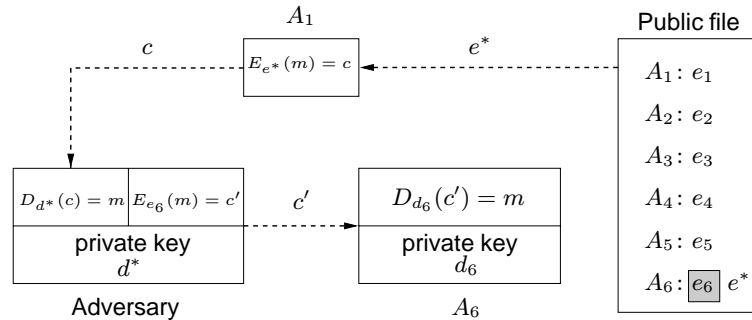 A₁
Public file
c
e*
E_{e*}(m) = c
A₁: e₁
A₂: e₂
A₃: e₃
A₄: e₄
A₅: e₅
A₆: e₆ e*
D_{d*}(c) = m
E_{e₆}(m) = c′
c′
D_{d₆}(c′) = m
private key
d*
private key
d₆
Adversary
A₆